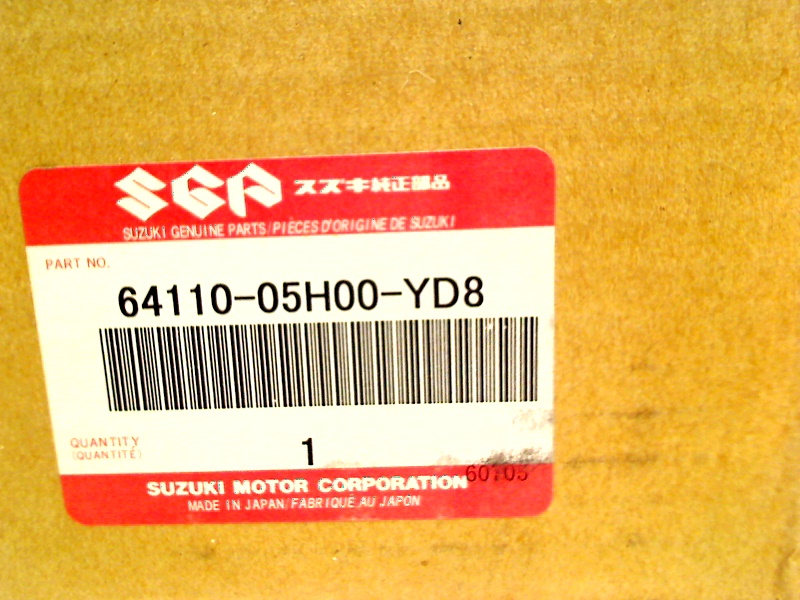 SGP スズキ純正部品
SUZUKI GENUINE PARTS/PIÈCES D'ORIGINE DE SUZUKI
PART NO.
64110-05H00-YD8
QUANTITY
(QUANTITÉ)
1
60105
SUZUKI MOTOR CORPORATION
MADE IN JAPAN/FABRIQUÉ AU JAPON